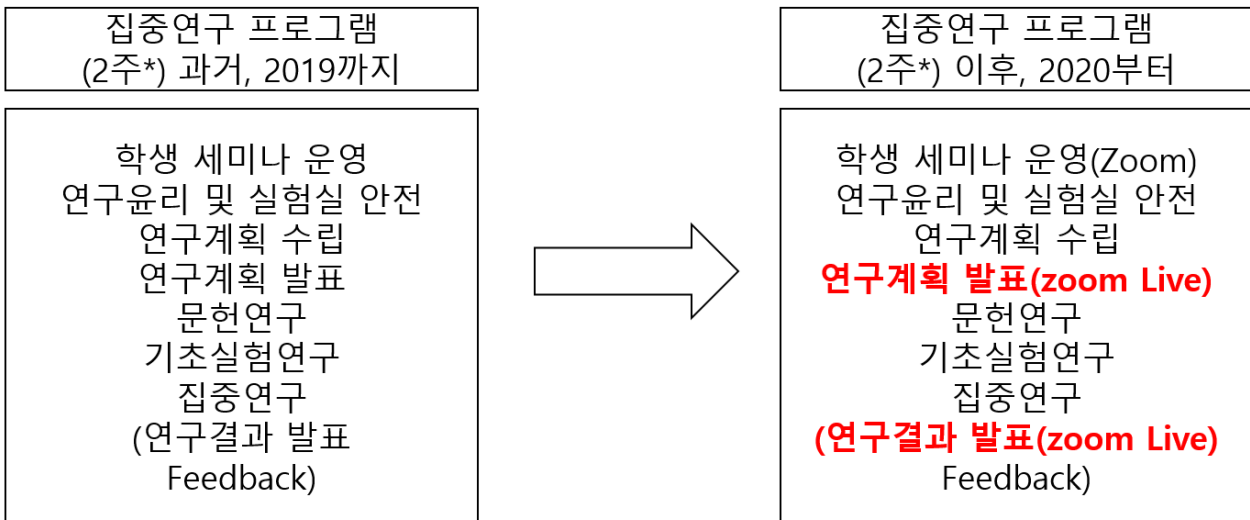 집중연구 프로그램
(2주*) 과거, 2019까지
학생 세미나 운영
연구윤리 및 실험실 안전
연구계획 수립
연구계획 발표
문헌연구
기초실험연구
집중연구
(연구결과 발표
Feedback)
집중연구 프로그램
(2주*) 이후, 2020부터
학생 세미나 운영(Zoom)
연구윤리 및 실험실 안전
연구계획 수립
연구계획 발표(zoom Live)
문헌연구
기초실험연구
집중연구
(연구결과 발표(zoom Live)
Feedback)